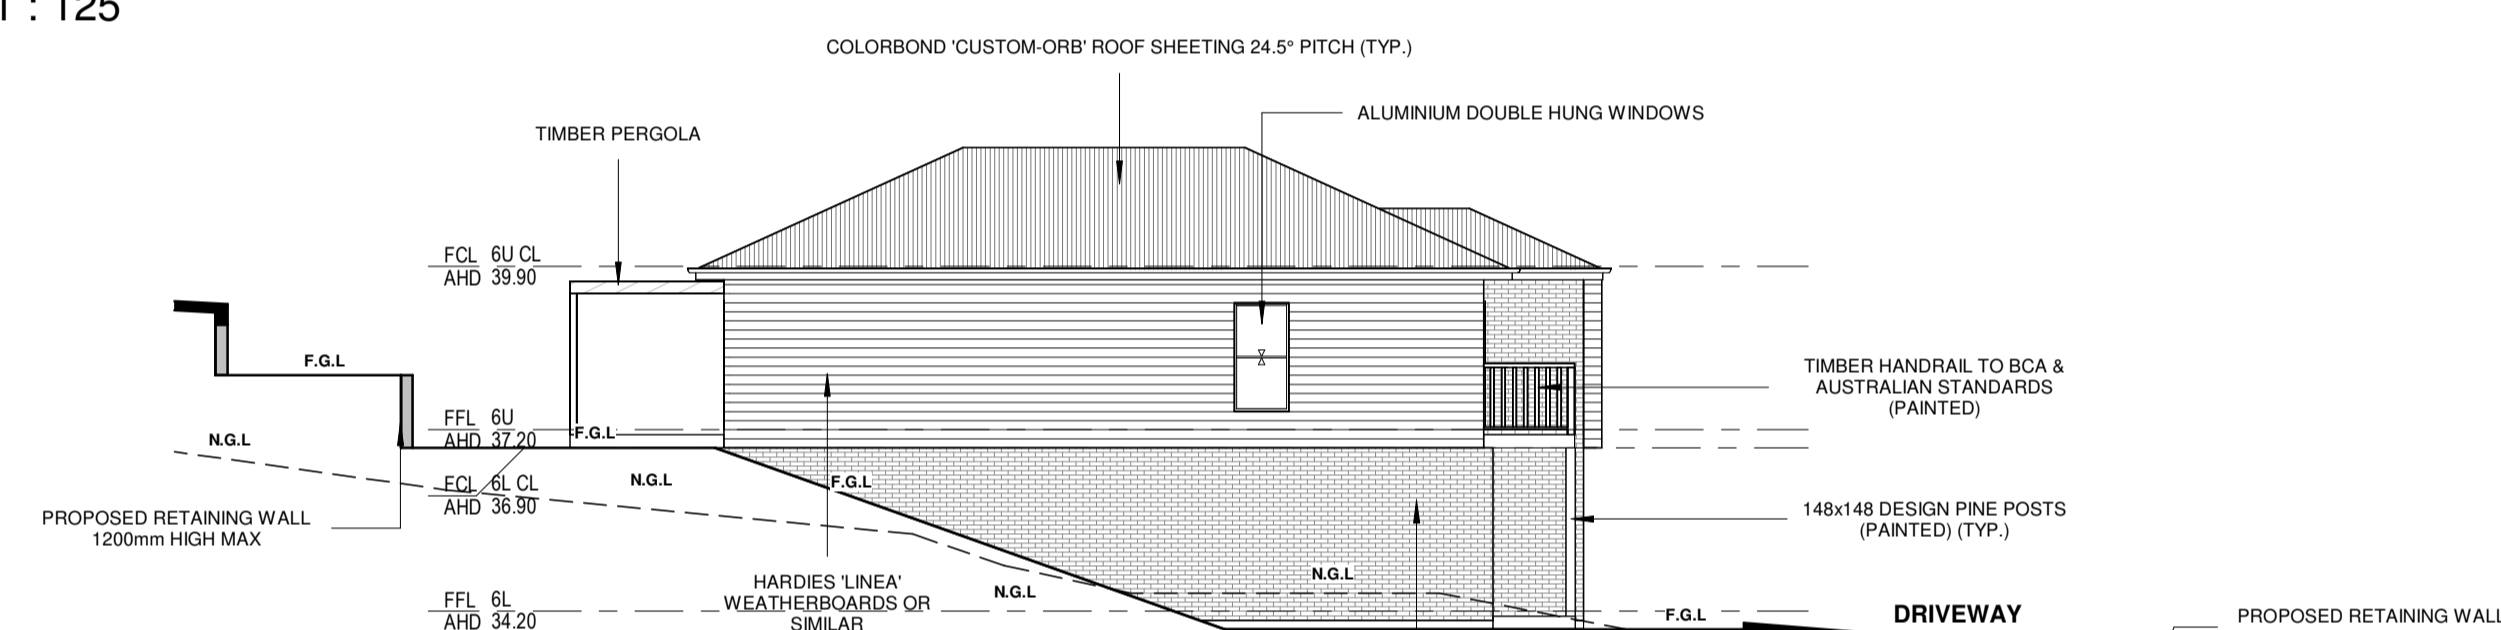 : 125
COLORBOND 'CUSTOM-ORB' ROOF SHEETING 24.5° PITCH (TYP.)
ALUMINIUM DOUBLE HUNG WINDOWS
TIMBER PERGOLA
FCL 6U CL
AHD 39.90
F.G.L
TIMBER HANDRAIL TO BCA &
AUSTRALIAN STANDARDS
(PAINTED)
FFL 6U
AHD 37.20
F.G.L
N.G.L
N.G.L
F.G.L
FCL 6L CL
AHD 36.90
PROPOSED RETAINING WALL
1200mm HIGH MAX
148x148 DESIGN PINE POSTS
(PAINTED) (TYP.)
N.G.L
HARDIES 'LINEA'
WEATHERBOARDS OR
SIMILAR
N.G.L
FFL 6L
AHD 34.20
F.G.L
DRIVEWAY
PROPOSED RETAINING WALL